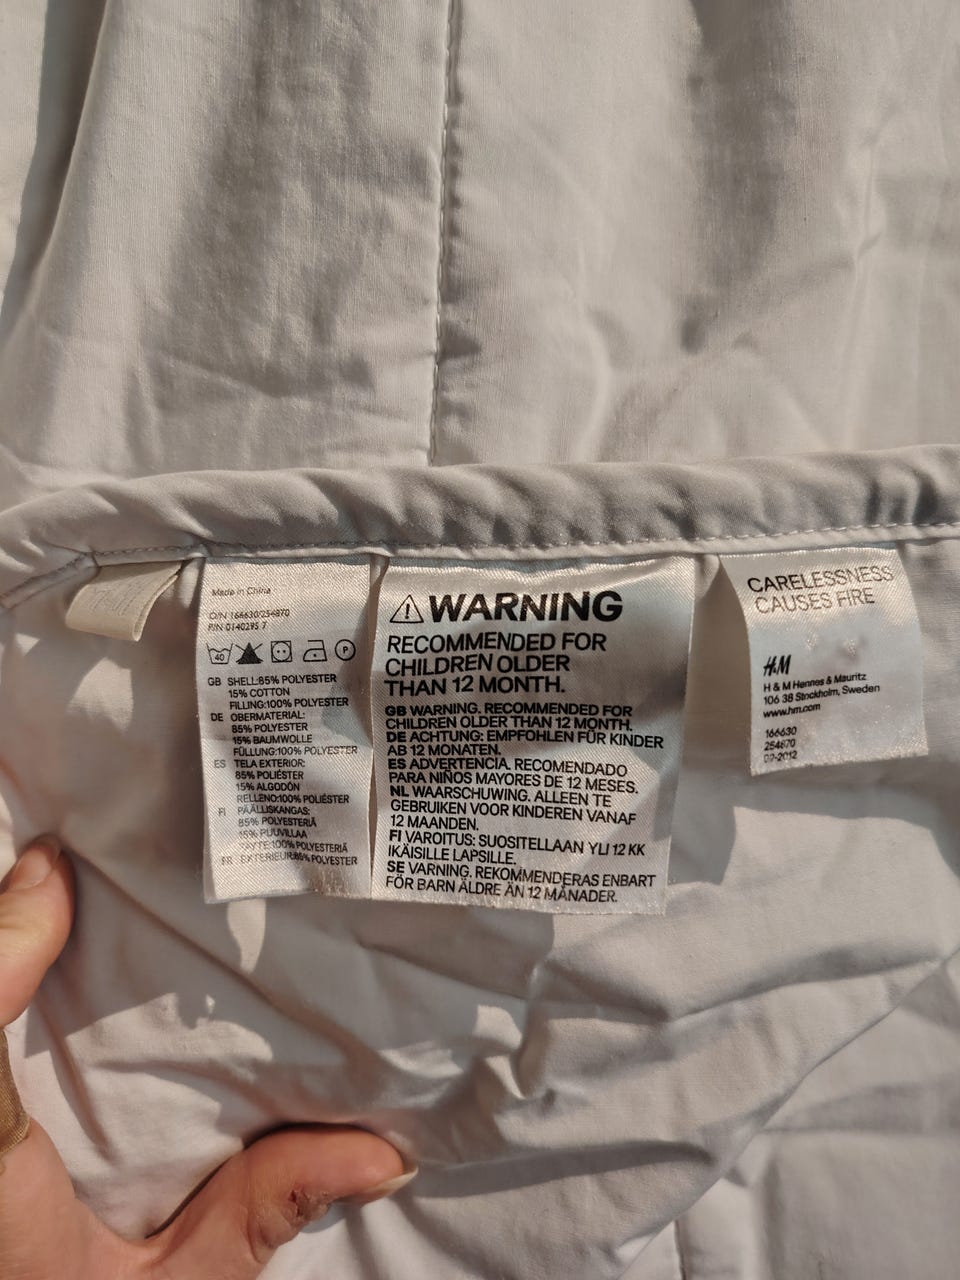 Made in China
O/N 166630/254870
P/N 0140295 7
40
P
GB SHELL:85% POLYESTER
15% COTTON
FILLING:100% POLYESTER
DE OBERMATERIAL:
85% POLYESTER
15% BAUMWOLLE
FÜLLUNG:100% POLYESTER
ES TELA EXTERIOR:
85% POLIÉSTER
15% ALGODÓN
RELLENO:100% POLIÉSTER
FI PÄÄLLISKANGAS:
85% POLYESTERIÄ
15% PUUVILLAA
TÄYTE:100% POLYESTERIÄ
FR EXTÉRIEUR:85% POLYESTER
WARNING
RECOMMENDED FOR
CHILDREN OLDER
THAN 12 MONTH.
GB WARNING. RECOMMENDED FOR
CHILDREN OLDER THAN 12 MONTH.
DE ACHTUNG: EMPFOHLEN FÜR KINDER
AB 12 MONATEN.
ES ADVERTENCIA. RECOMENDADO
PARA NIÑOS MAYORES DE 12 MESES.
NL WAARSCHUWING. ALLEEN TE
GEBRUIKEN VOOR KINDEREN VANAF
12 MAANDEN.
FI VAROITUS: SUOSITELLAAN YLI 12 KK
IKÄISILLE LAPSILLE.
SE VARNING. REKOMMENDERAS ENBART
FÖR BARN ÄLDRE ÄN 12 MÅNADER.
CARELESSNESS
CAUSES FIRE
H&M
H & M Hennes & Mauritz
106 38 Stockholm, Sweden
www.hm.com
166630
254870
02-2012